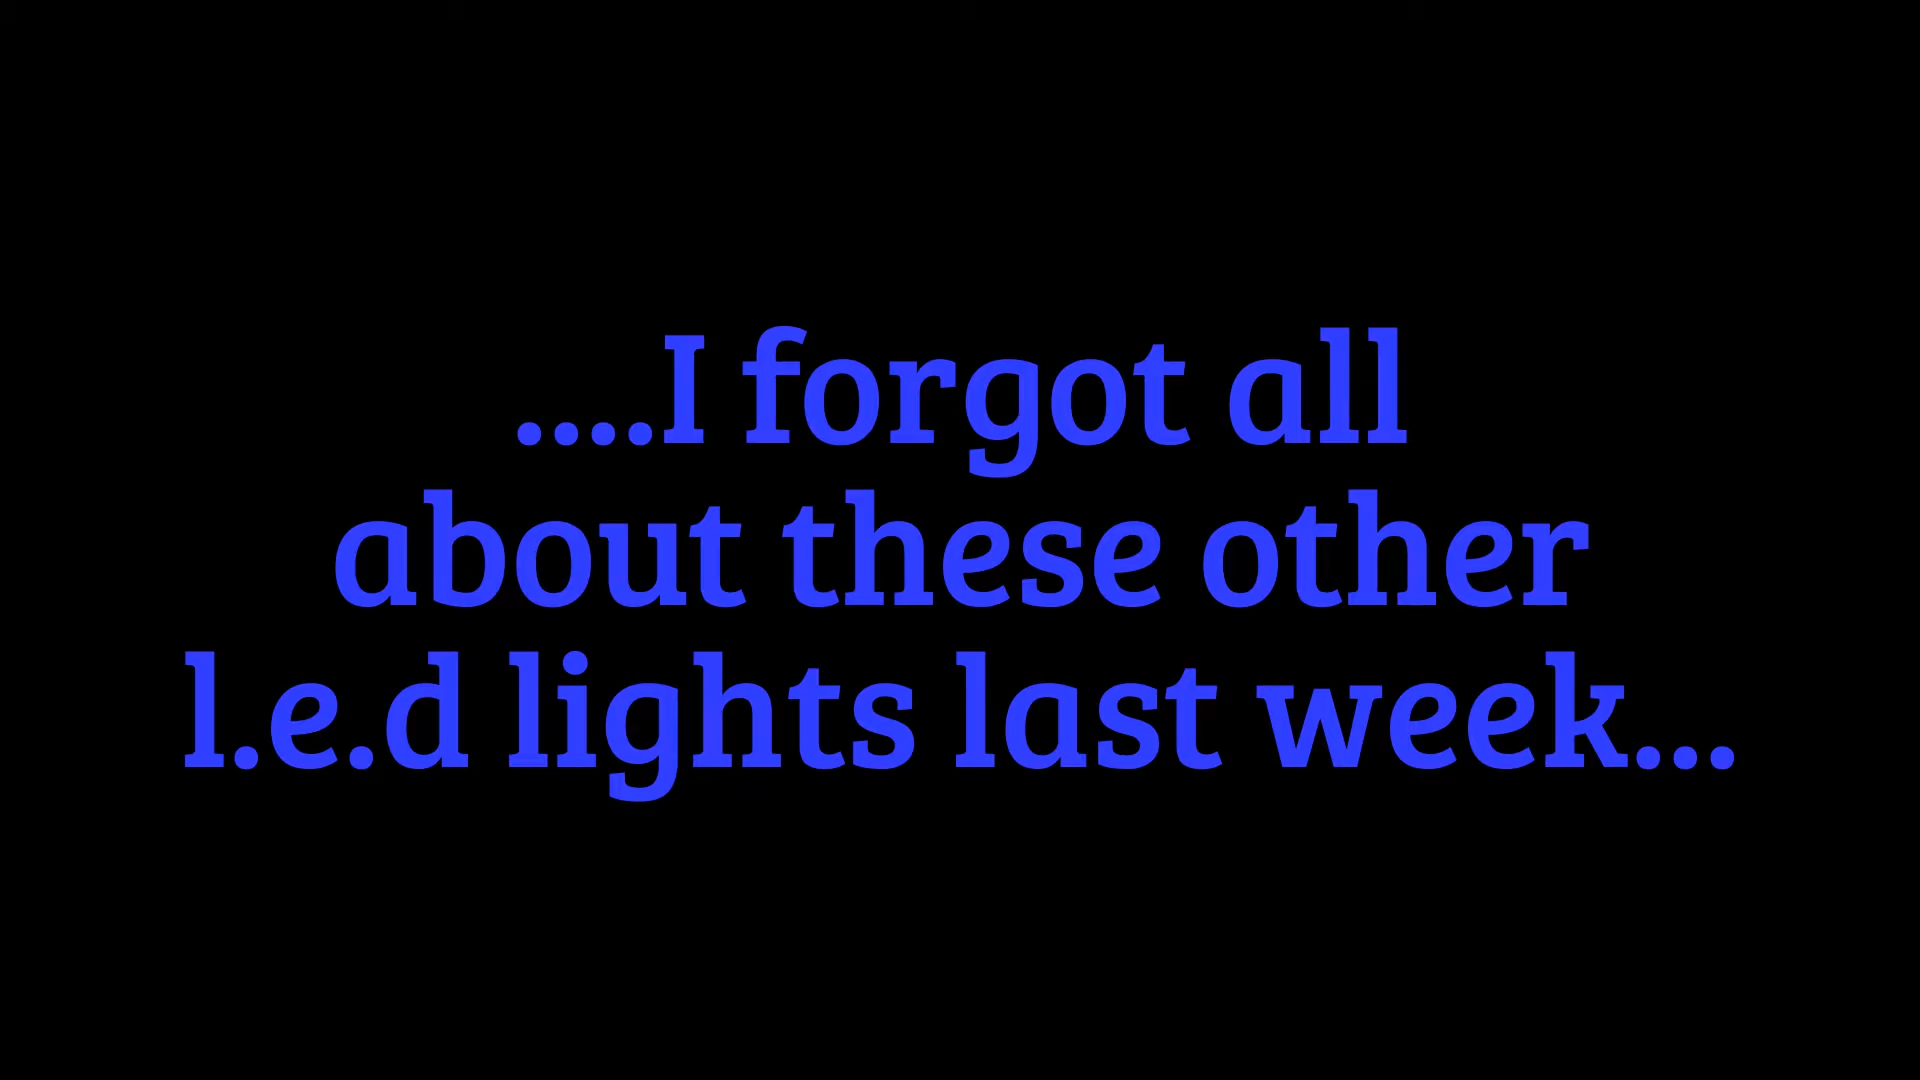 ....I forgot all
about these other
l.e.d lights last week...